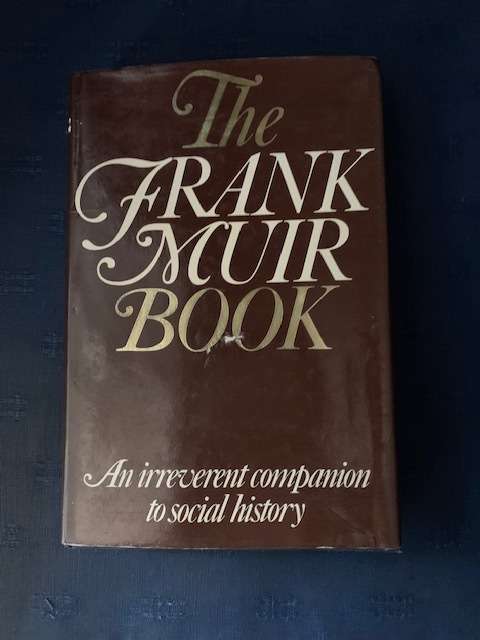 The
FRANK
MUIR
BOOK
An irreverent companion
to social history